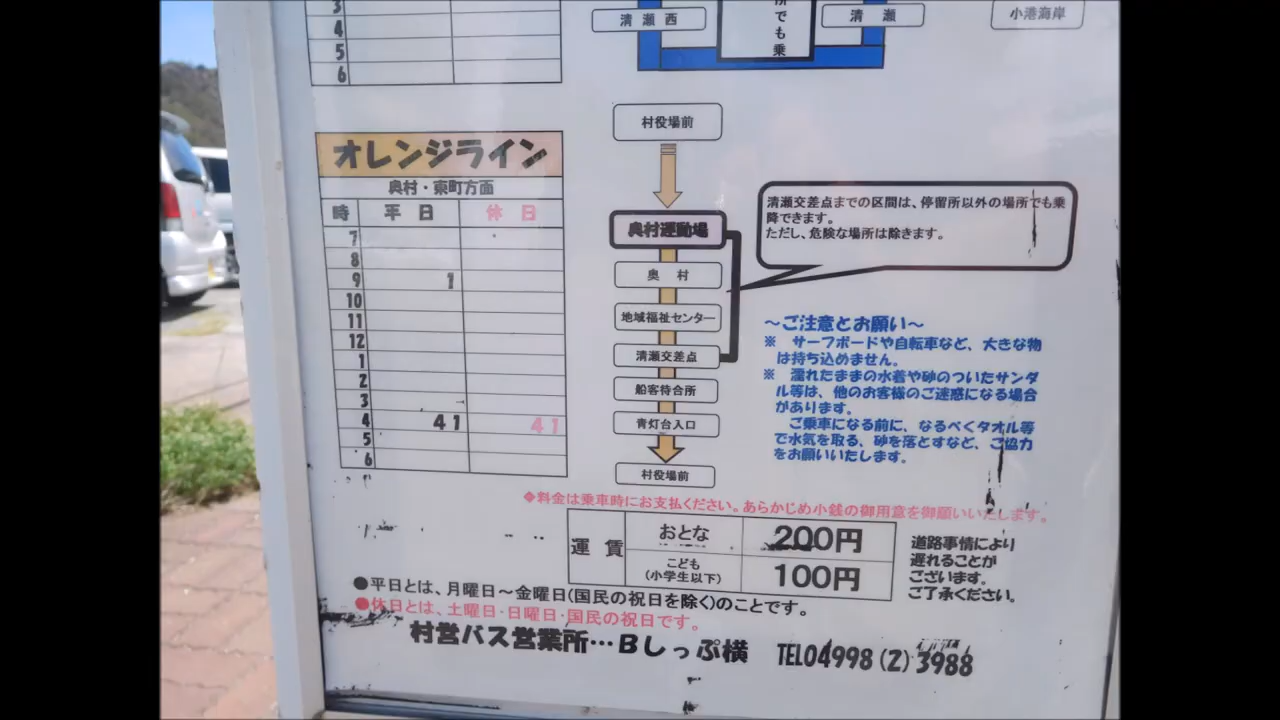 3
4
5
6
清瀬西
でも乗
清瀬
小港海岸
村役場前
オレンジライン
奥村・東町方面
時 平日 休日
7
8
9 1
10
11
12
1
2
3
4 41 41
5
6
奥村運動場
奥村
地域福祉センター
清瀬交差点
船客待合所
青灯台入口
村役場前
清瀬交差点までの区間は、停留所以外の場所でも乗
降できます。
ただし、危険な場所は除きます。
～ご注意とお願い～
※ サーフボードや自転車など、大きな物
は持ち込めません。
※ 濡れたままの水着や砂のついたサンダ
ル等は、他のお客様のご迷惑になる場合
があります。
ご乗車になる前に、なるべくタオル等
で水気を取る、砂を落とすなど、ご協力
をお願いいたします。
◆料金は乗車時にお支払ください。あらかじめ小銭の御用意を御願いいたします。
運賃
おとな 200円
こども
(小学生以下) 100円
道路事情により
遅れることが
ございます。
ご了承ください。
●平日とは、月曜日～金曜日(国民の祝日を除く)のことです。
●休日とは、土曜日・日曜日・国民の祝日です。
村営バス営業所…Bしっぷ横 TEL04998(2)3988